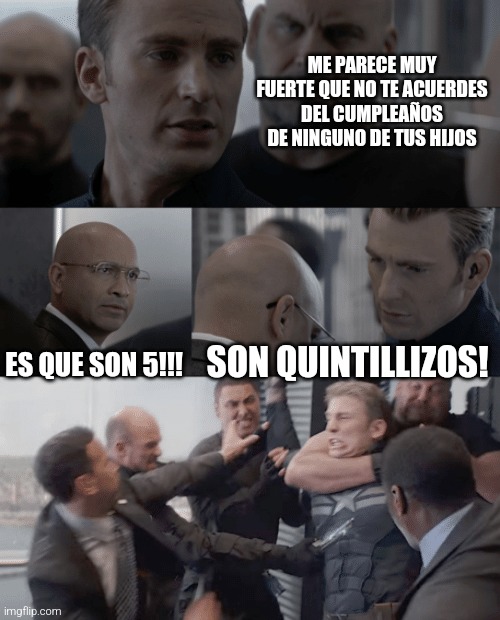 ME PARECE MUY
FUERTE QUE NO TE ACUERDES
DEL CUMPLEAÑOS
DE NINGUNO DE TUS HIJOS
ES QUE SON 5!!!
SON QUINTILLIZOS!
imgflip.com